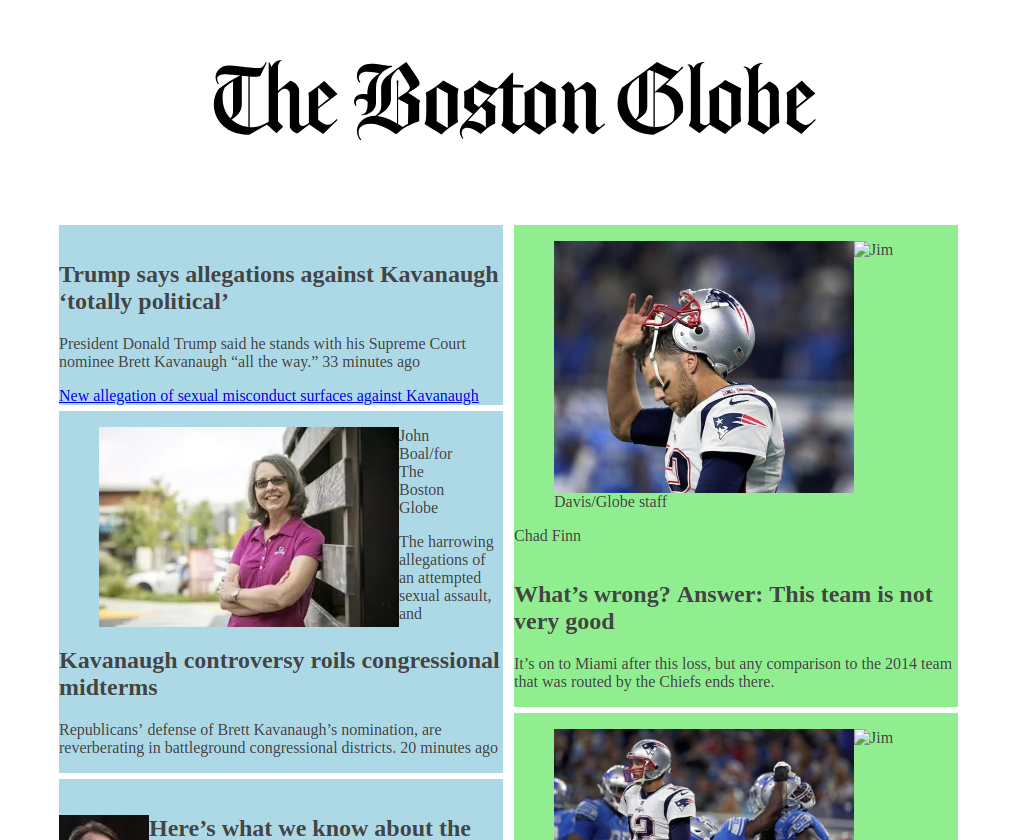 The Boston Globe
Trump says allegations against Kavanaugh
‘totally political’
President Donald Trump said he stands with his Supreme Court
nominee Brett Kavanaugh “all the way.” 33 minutes ago
New allegation of sexual misconduct surfaces against Kavanaugh
John
Boal/for
The
Boston
Globe
The harrowing
allegations of
an attempted
sexual assault,
and
Kavanaugh controversy roils congressional
midterms
Republicans’ defense of Brett Kavanaugh’s nomination, are
reverberating in battleground congressional districts. 20 minutes ago
Here’s what we know about the
Jim
Davis/Globe staff
Chad Finn
What’s wrong? Answer: This team is not
very good
It’s on to Miami after this loss, but any comparison to the 2014 team
that was routed by the Chiefs ends there.
Jim
12